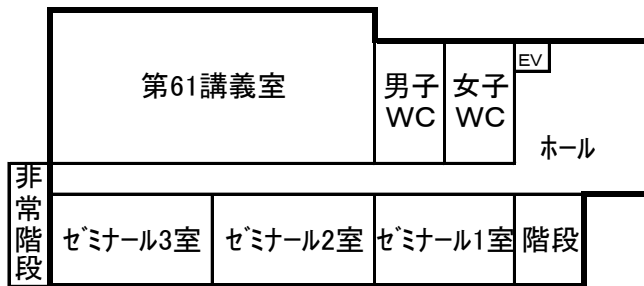 第61講義室
男子
WC
女子
WC
EV
ホール
非常階段
ゼミナール3室
ゼミナール2室
ゼミナール1室
階段